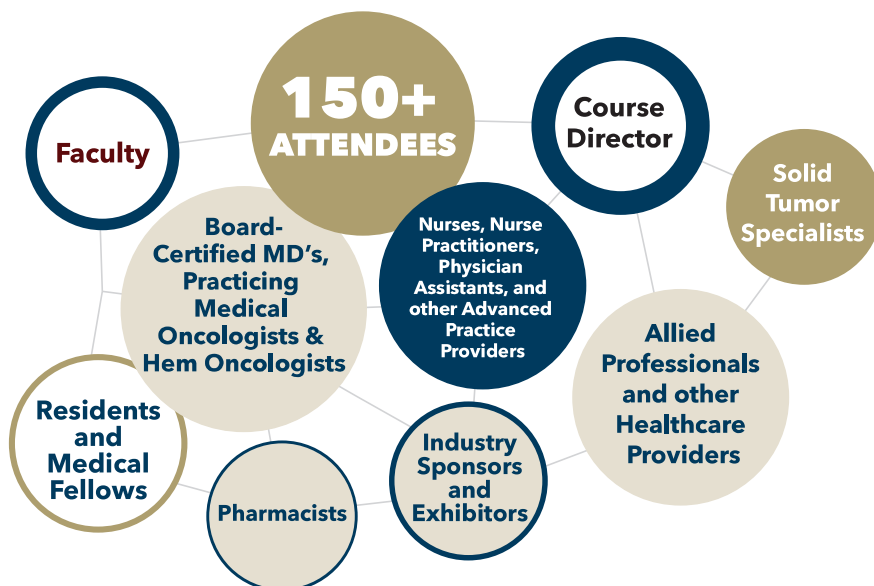 150+
ATTENDEES
Faculty
Course
Director
Solid
Tumor
Specialists
Board-
Certified MD's,
Practicing
Medical
Oncologists &
Hem Oncologists
Nurses, Nurse
Practitioners,
Physician
Assistants, and
other Advanced
Practice
Providers
Allied
Professionals
and other
Healthcare
Providers
Residents
and
Medical
Fellows
Pharmacists
Industry
Sponsors
and
Exhibitors